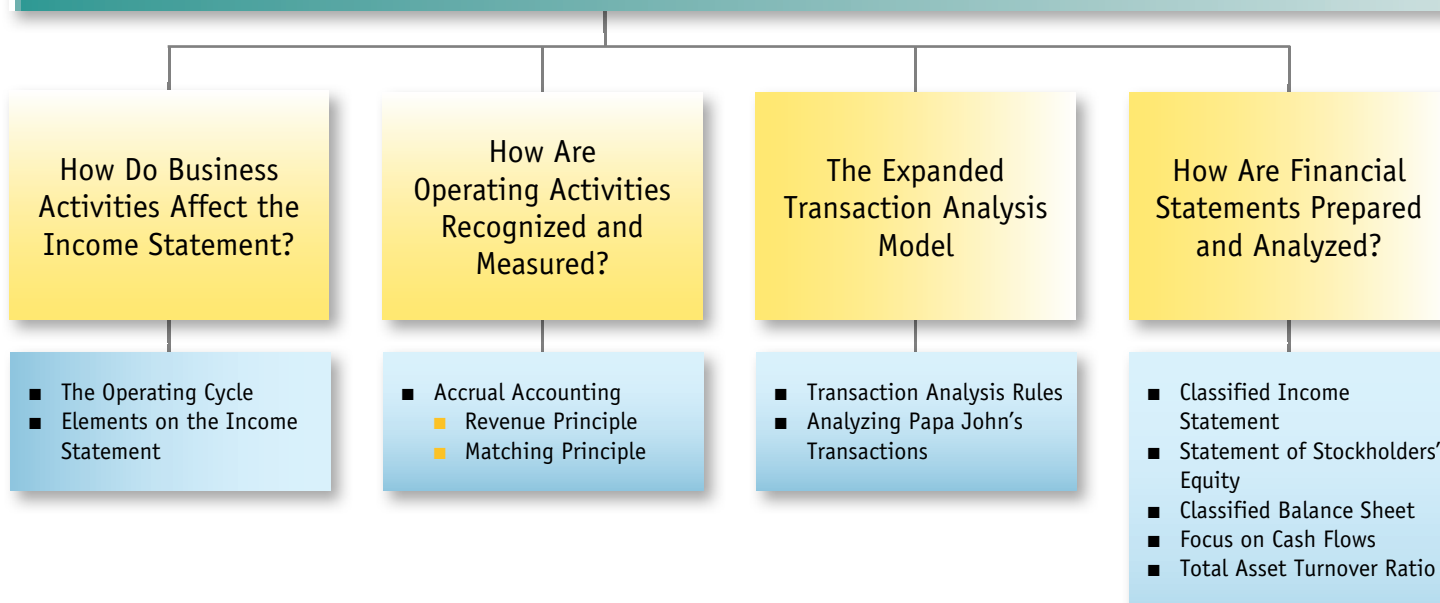 How Do Business
Activities Affect the
Income Statement?
■ The Operating Cycle
■ Elements on the Income
Statement
How Are
Operating Activities
Recognized and
Measured?
■ Accrual Accounting
■ Revenue Principle
■ Matching Principle
The Expanded
Transaction Analysis
Model
■ Transaction Analysis Rules
■ Analyzing Papa John’s
Transactions
How Are Financial
Statements Prepared
and Analyzed?
■ Classified Income
Statement
■ Statement of Stockholders’
Equity
■ Classified Balance Sheet
■ Focus on Cash Flows
■ Total Asset Turnover Ratio